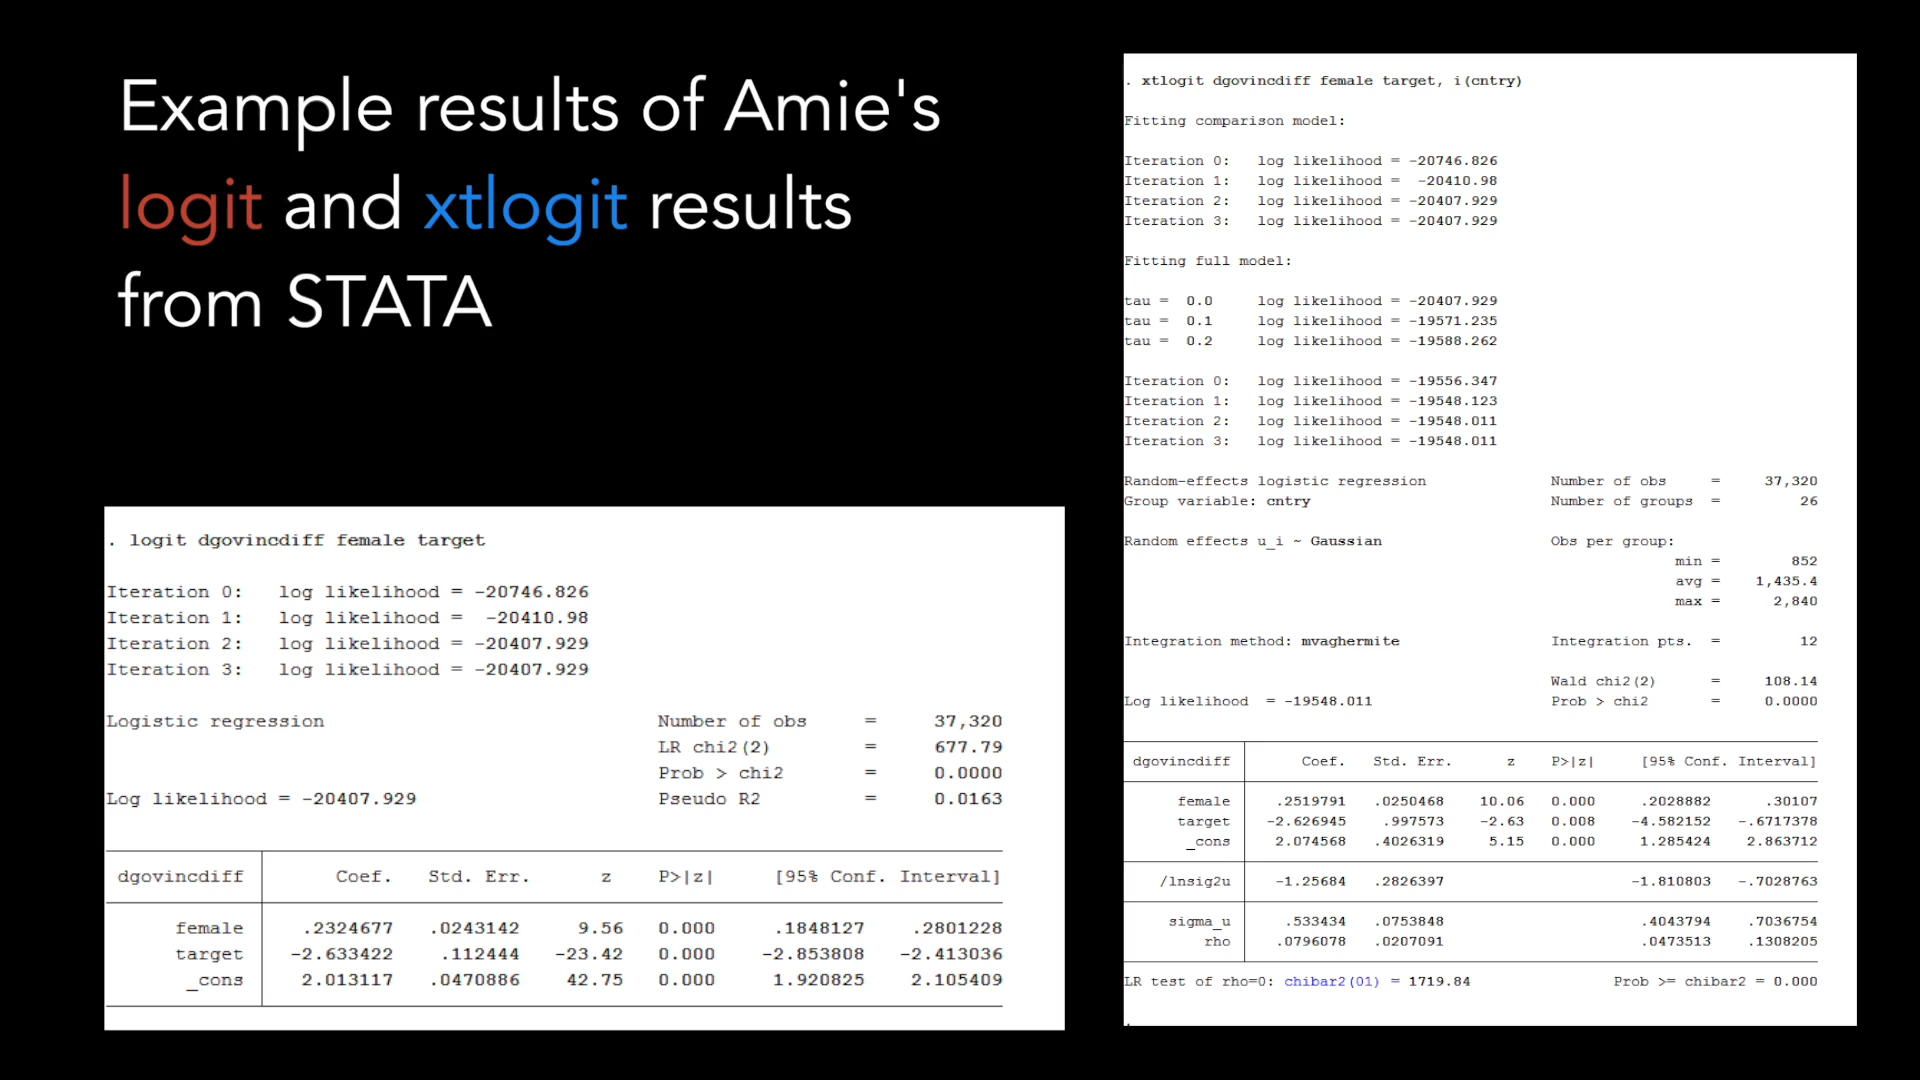 Example results of Amie's
logit and xtlogit results
from STATA
. logit dgovincdiff female target
Iteration 0:   log likelihood = -20746.826
Iteration 1:   log likelihood =  -20410.98
Iteration 2:   log likelihood = -20407.929
Iteration 3:   log likelihood = -20407.929
Logistic regression    Number of obs   =   37,320
LR chi2(2)   =   677.79
Prob > chi2   =   0.0000
Log likelihood = -20407.929    Pseudo R2   =   0.0163
dgovincdiff   Coef.   Std. Err.   z   P>|z|   [95% Conf. Interval]
female   .2324677   .0243142   9.56   0.000   .1848127   .2801228
target   -2.633422   .112444   -23.42   0.000   -2.853808   -2.413036
_cons   2.013117   .0470886   42.75   0.000   1.920825   2.105409
. xtlogit dgovincdiff female target, i(cntry)
Fitting comparison model:
Iteration 0:   log likelihood = -20746.826
Iteration 1:   log likelihood =  -20410.98
Iteration 2:   log likelihood = -20407.929
Iteration 3:   log likelihood = -20407.929
Fitting full model:
tau =  0.0   log likelihood = -20407.929
tau =  0.1   log likelihood = -19571.235
tau =  0.2   log likelihood = -19588.262
Iteration 0:   log likelihood = -19556.347
Iteration 1:   log likelihood = -19548.123
Iteration 2:   log likelihood = -19548.011
Iteration 3:   log likelihood = -19548.011
Random-effects logistic regression   Number of obs   =   37,320
Group variable: cntry   Number of groups   =   26
Random effects u_i ~ Gaussian   Obs per group:
min =   852
avg =   1,435.4
max =   2,840
Integration method: mvaghermite   Integration pts.   =   12
Wald chi2(2)   =   108.14
Log likelihood  = -19548.011   Prob > chi2   =   0.0000
dgovincdiff   Coef.   Std. Err.   z   P>|z|   [95% Conf. Interval]
female   .2519791   .0250468   10.06   0.000   .2028882   .30107
target   -2.626945   .997573   -2.63   0.008   -4.582152   -.6717378
_cons   2.074568   .4026319   5.15   0.000   1.285424   2.863712
/lnsig2u   -1.25684   .2826397   -1.810803   -.7028763
sigma_u   .533434   .0753848   .4043794   .7036754
rho   .0796078   .0207091   .0473513   .1308205
LR test of rho=0: chibar2(01) = 1719.84   Prob >= chibar2 = 0.000
.